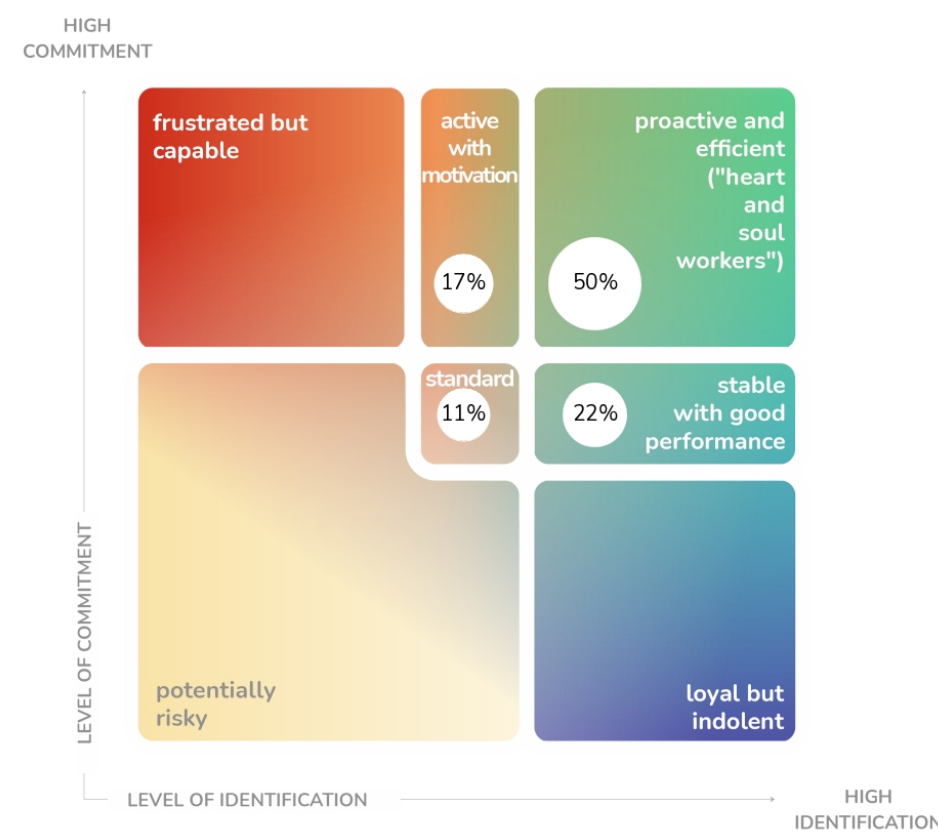 HIGH
COMMITMENT
frustrated but
capable
active
with
motivation
17%
proactive and
efficient
("heart
and
soul
workers")
50%
standard
11%
22%
stable
with good
performance
LEVEL OF COMMITMENT
potentially
risky
loyal but
indolent
LEVEL OF IDENTIFICATION
HIGH
IDENTIFICATION